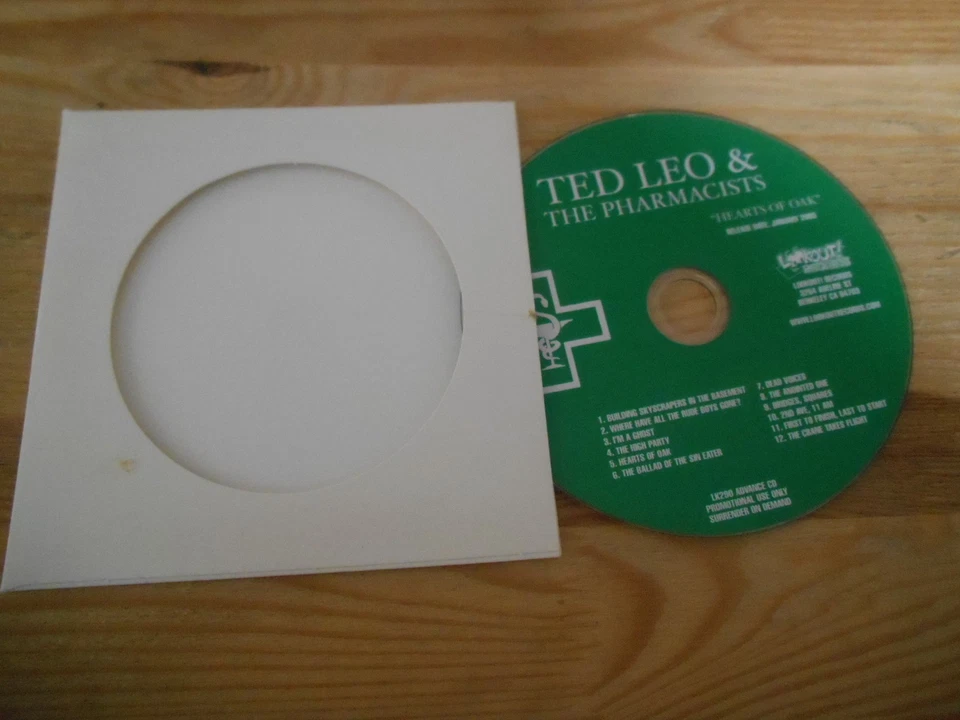 TED LEO &
THE PHARMACISTS
"HEARTS OF OAK"
RELEASE DATE: JANUARY 2003
LOOKOUT!
LOOKOUT! RECORDS
3264 ADELINE ST
BERKELEY CA 94703
WWW.LOOKOUTRECORDS.COM
1. BUILDING SKYSCRAPERS IN THE BASEMENT
2. WHERE HAVE ALL THE RUDE BOYS GONE?
3. I'M A GHOST
4. THE HIGH PARTY
5. HEARTS OF OAK
6. THE BALLAD OF THE SIN EATER
7. DEAD VOICES
8. THE ANOINTED ONE
9. BRIDGES, SQUARES
10. 2ND AVE, 11 AM
11. FIRST TO FINISH, LAST TO START
12. THE CRANE TAKES FLIGHT
LK290 ADVANCE CD
PROMOTIONAL USE ONLY
SURRENDER ON DEMAND